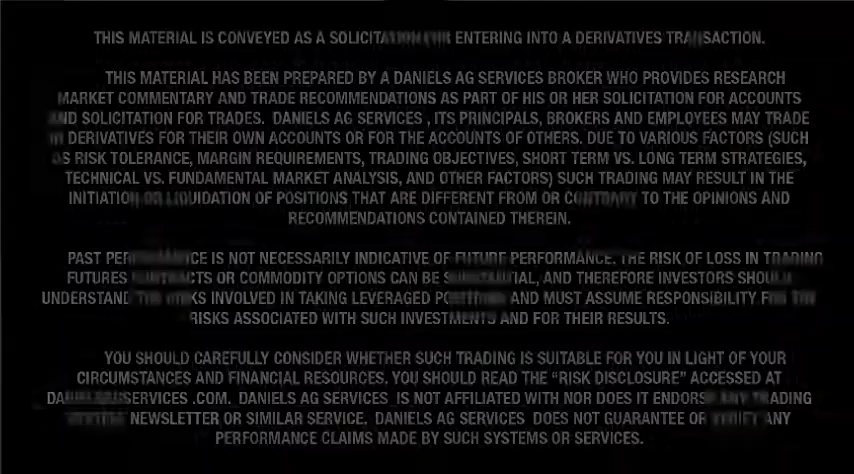 THIS MATERIAL IS CONVEYED AS A SOLICITATION FOR ENTERING INTO A DERIVATIVES TRANSACTION.
THIS MATERIAL HAS BEEN PREPARED BY A DANIELS AG SERVICES BROKER WHO PROVIDES RESEARCH
MARKET COMMENTARY AND TRADE RECOMMENDATIONS AS PART OF HIS OR HER SOLICITATION FOR ACCOUNTS
AND SOLICITATION FOR TRADES. DANIELS AG SERVICES , ITS PRINCIPALS, BROKERS AND EMPLOYEES MAY TRADE
IN DERIVATIVES FOR THEIR OWN ACCOUNTS OR FOR THE ACCOUNTS OF OTHERS. DUE TO VARIOUS FACTORS (SUCH
AS RISK TOLERANCE, MARGIN REQUIREMENTS, TRADING OBJECTIVES, SHORT TERM VS. LONG TERM STRATEGIES,
TECHNICAL VS. FUNDAMENTAL MARKET ANALYSIS, AND OTHER FACTORS) SUCH TRADING MAY RESULT IN THE
INITIATION OR LIQUIDATION OF POSITIONS THAT ARE DIFFERENT FROM OR CONTRARY TO THE OPINIONS AND
RECOMMENDATIONS CONTAINED THEREIN.
PAST PERFORMANCE IS NOT NECESSARILY INDICATIVE OF FUTURE PERFORMANCE. THE RISK OF LOSS IN TRADING
FUTURES CONTRACTS OR COMMODITY OPTIONS CAN BE SUBSTANTIAL, AND THEREFORE INVESTORS SHOULD
UNDERSTAND THE RISKS INVOLVED IN TAKING LEVERAGED POSITIONS AND MUST ASSUME RESPONSIBILITY FOR THE
RISKS ASSOCIATED WITH SUCH INVESTMENTS AND FOR THEIR RESULTS.
YOU SHOULD CAREFULLY CONSIDER WHETHER SUCH TRADING IS SUITABLE FOR YOU IN LIGHT OF YOUR
CIRCUMSTANCES AND FINANCIAL RESOURCES. YOU SHOULD READ THE “RISK DISCLOSURE” ACCESSED AT
DANIELSAGSERVICES .COM. DANIELS AG SERVICES IS NOT AFFILIATED WITH NOR DOES IT ENDORSE ANY TRADING
NEWSLETTER OR SIMILAR SERVICE. DANIELS AG SERVICES DOES NOT GUARANTEE OR VERIFY ANY
PERFORMANCE CLAIMS MADE BY SUCH SYSTEMS OR SERVICES.